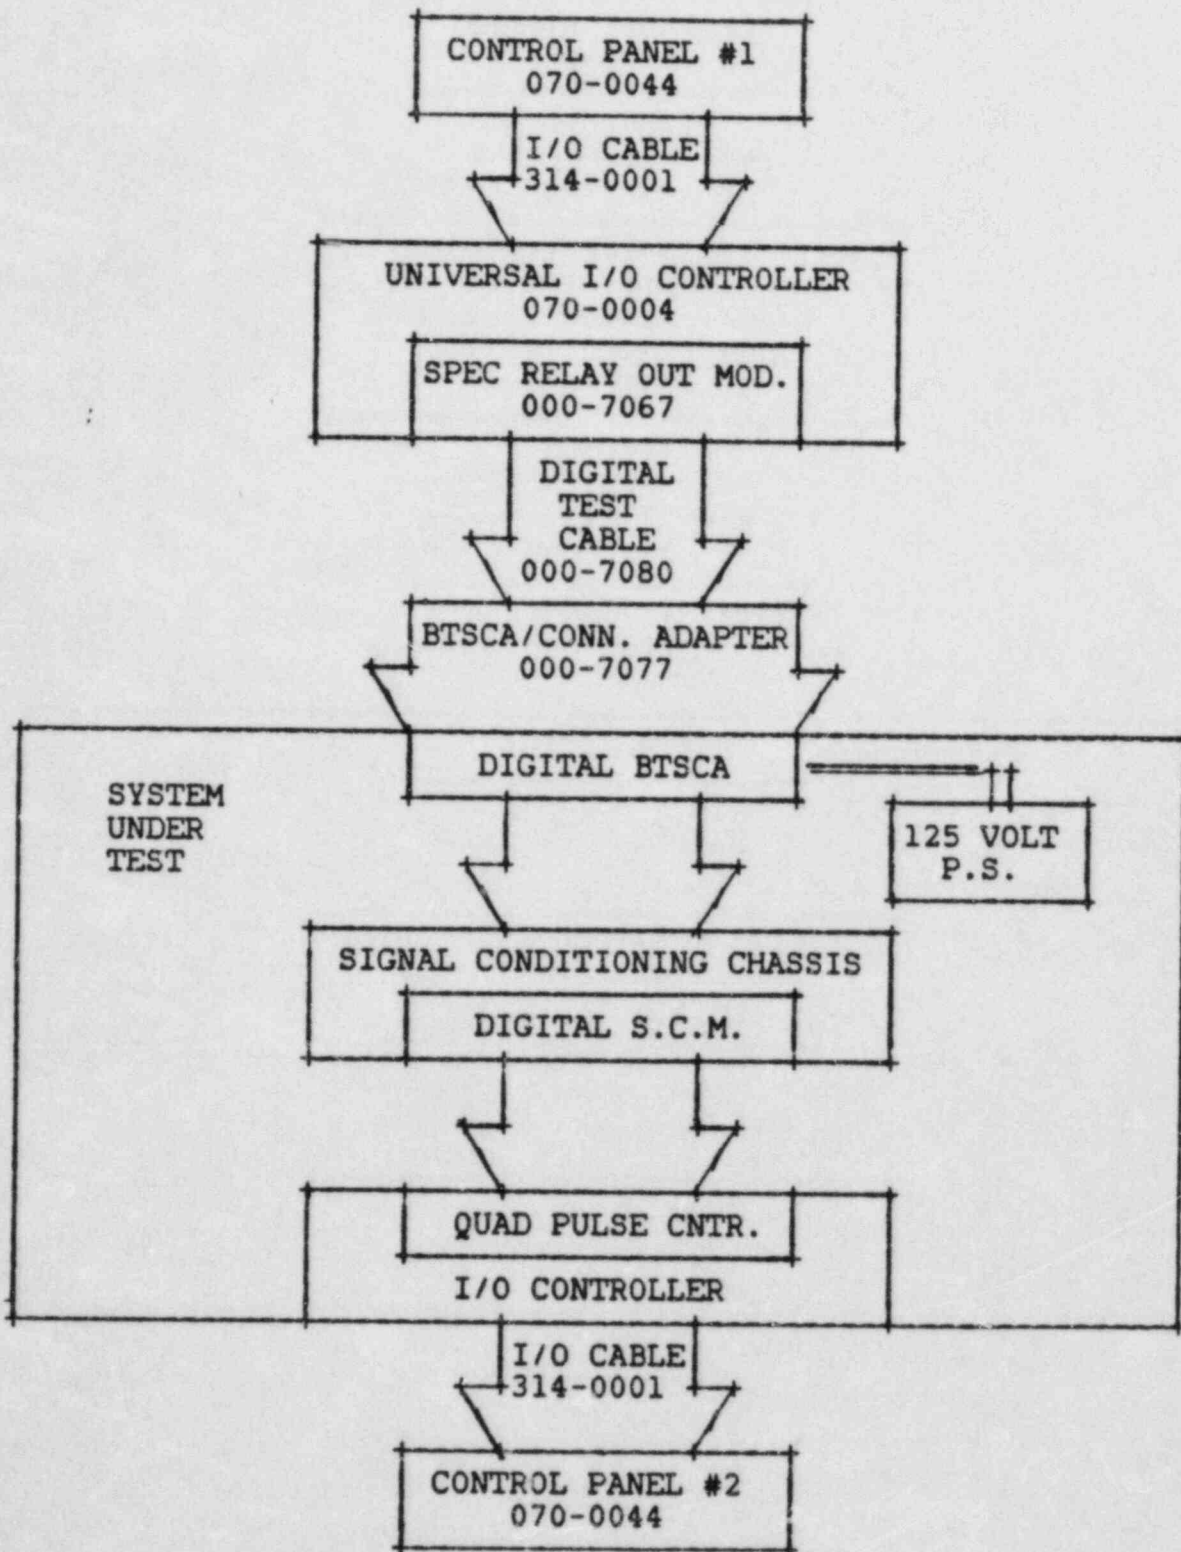 CONTROL PANEL #1
070-0044
I/O CABLE
314-0001
UNIVERSAL I/O CONTROLLER
070-0004
SPEC RELAY OUT MOD.
000-7067
DIGITAL
TEST
CABLE
000-7080
BTSCA/CONN. ADAPTER
000-7077
DIGITAL BTSCA
SYSTEM
UNDER
TEST
125 VOLT
P.S.
SIGNAL CONDITIONING CHASSIS
DIGITAL S.C.M.
QUAD PULSE CNTR.
I/O CONTROLLER
I/O CABLE
314-0001
CONTROL PANEL #2
070-0044